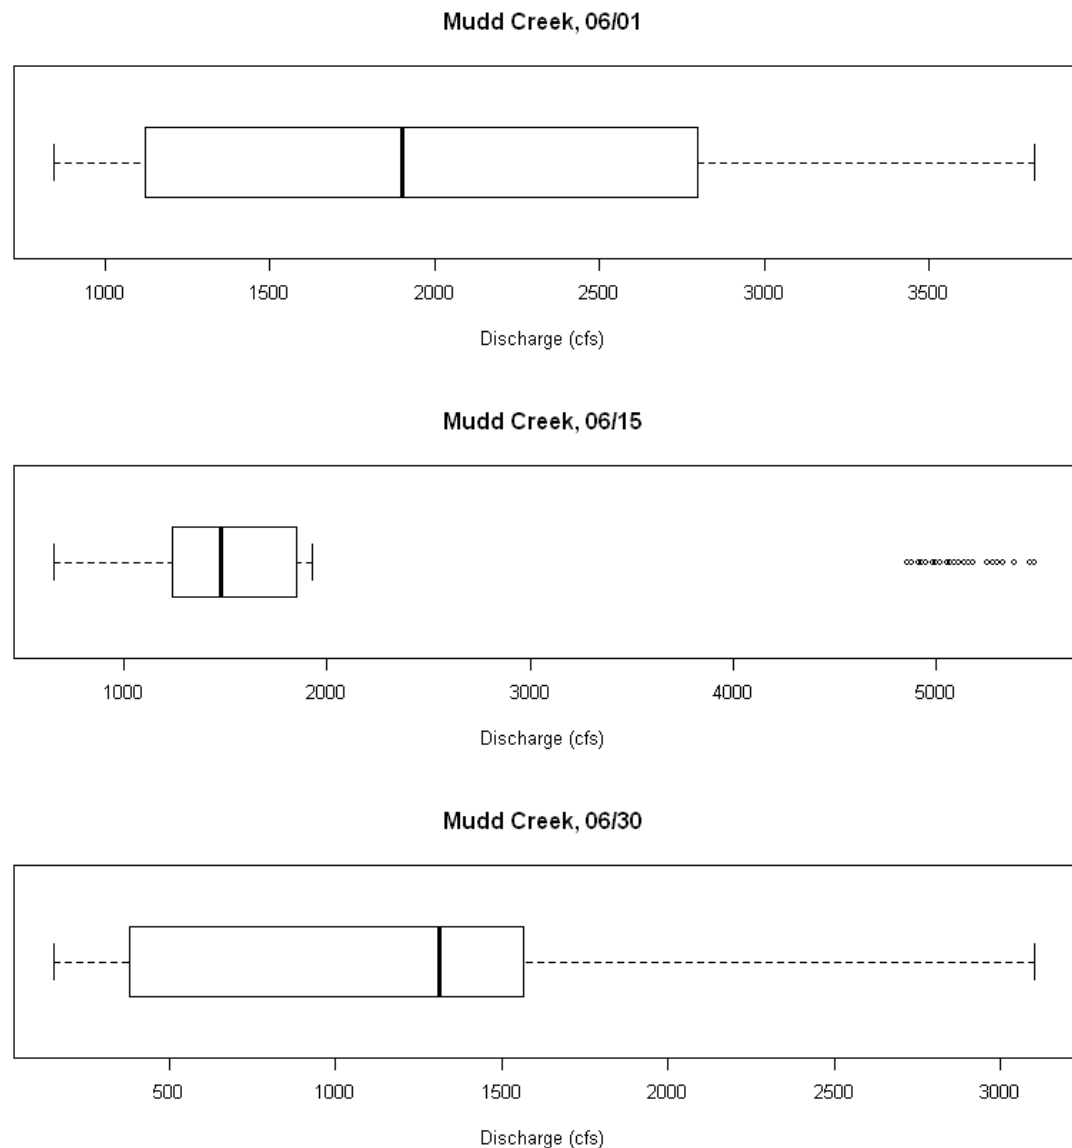 Mudd Creek, 06/01
1000 1500 2000 2500 3000 3500
Discharge (cfs)
Mudd Creek, 06/15
1000 2000 3000 4000 5000
Discharge (cfs)
Mudd Creek, 06/30
500 1000 1500 2000 2500 3000
Discharge (cfs)